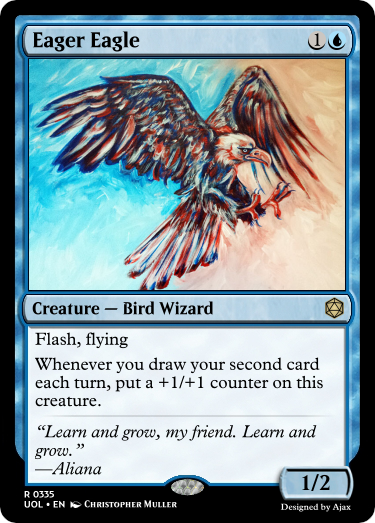 Eager Eagle 1
Creature — Bird Wizard
Flash, flying
Whenever you draw your second card
each turn, put a +1/+1 counter on this
creature.
“Learn and grow, my friend. Learn and
grow.”
—Aliana
1/2
R 0335
UOL • EN Christopher Muller
Designed by Ajax